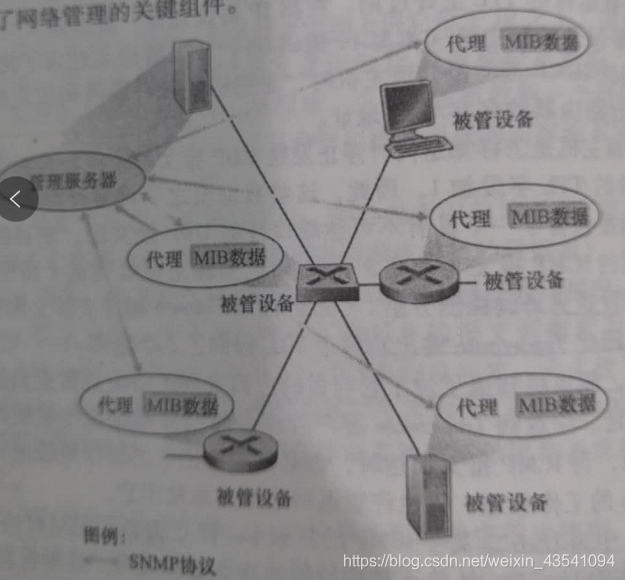 了网络管理的关键组件。
代理 MIB数据
被管设备
管理服务器
代理 MIB数据
代理 MIB数据
被管设备
被管设备
代理 MIB数据
代理 MIB数据
被管设备
被管设备
图例：
SNMP协议
https://blog.csdn.net/weixin_43541094